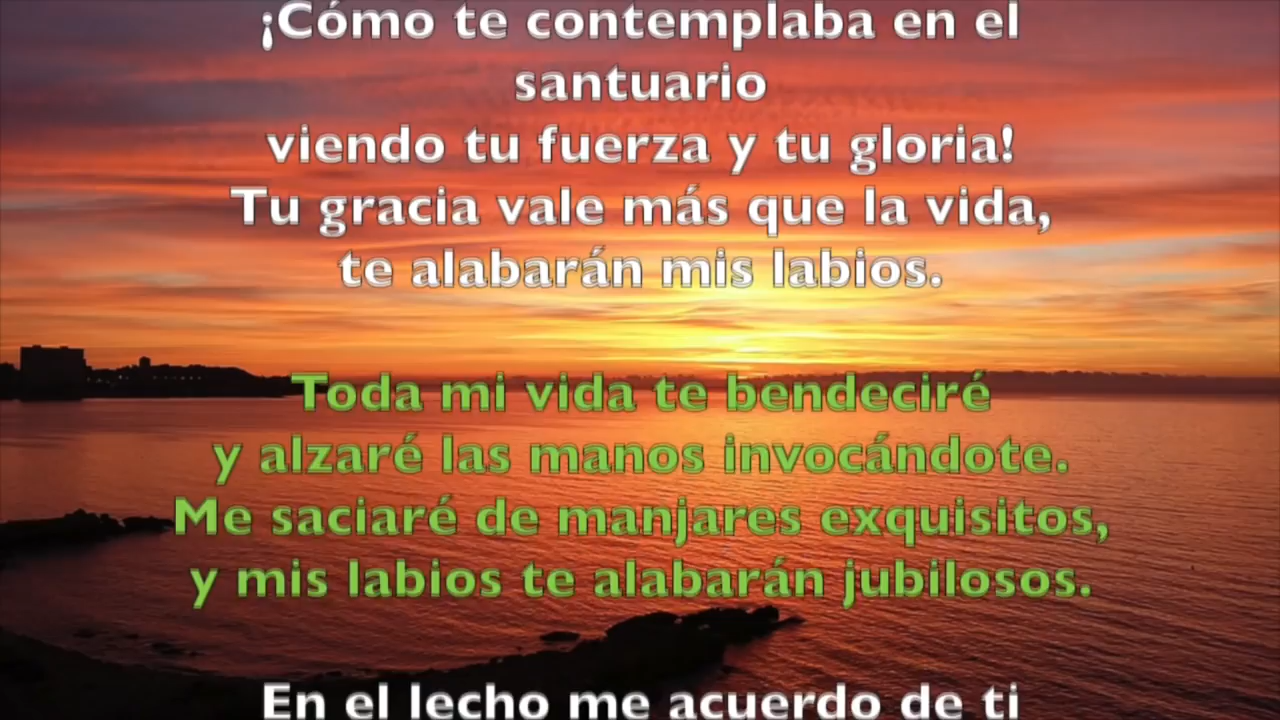 ¡Cómo te contemplaba en el
santuario
viendo tu fuerza y tu gloria!
Tu gracia vale más que la vida,
te alabarán mis labios.
Toda mi vida te bendeciré
y alzaré las manos invocándote.
Me saciaré de manjares exquisitos,
y mis labios te alabarán jubilosos.
En el lecho me acuerdo de ti